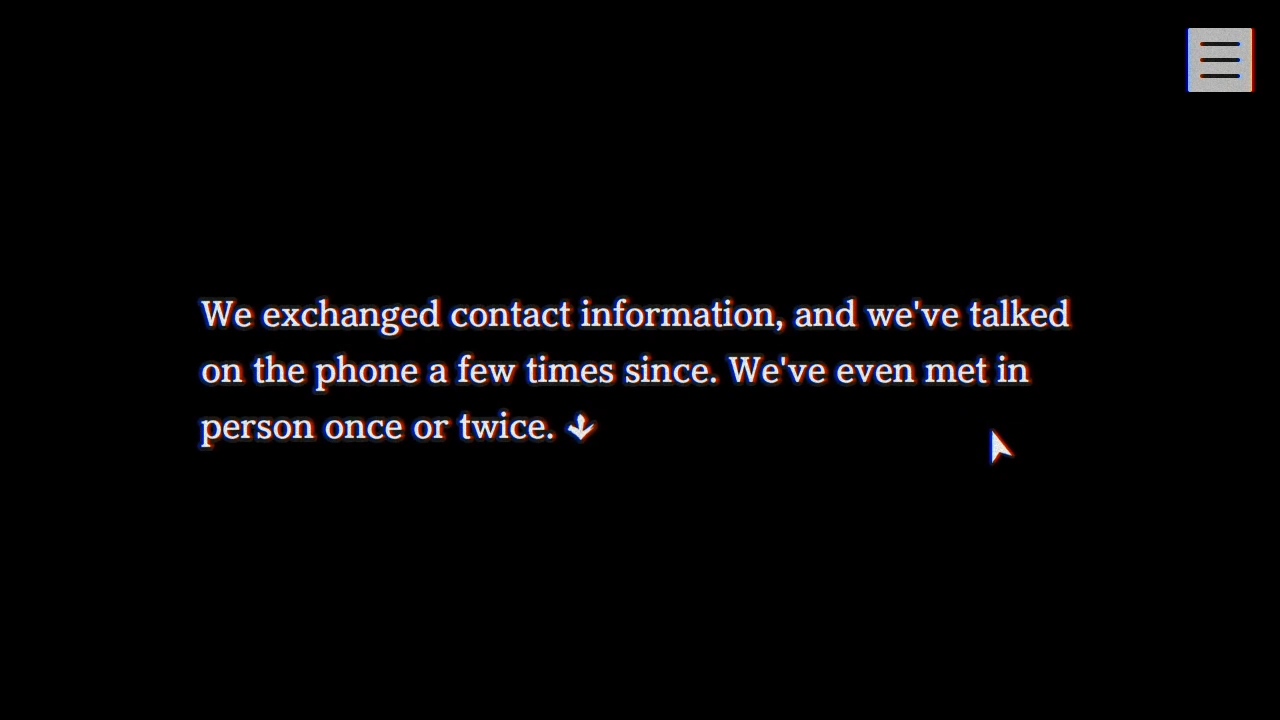 We exchanged contact information, and we've talked
on the phone a few times since. We've even met in
person once or twice.